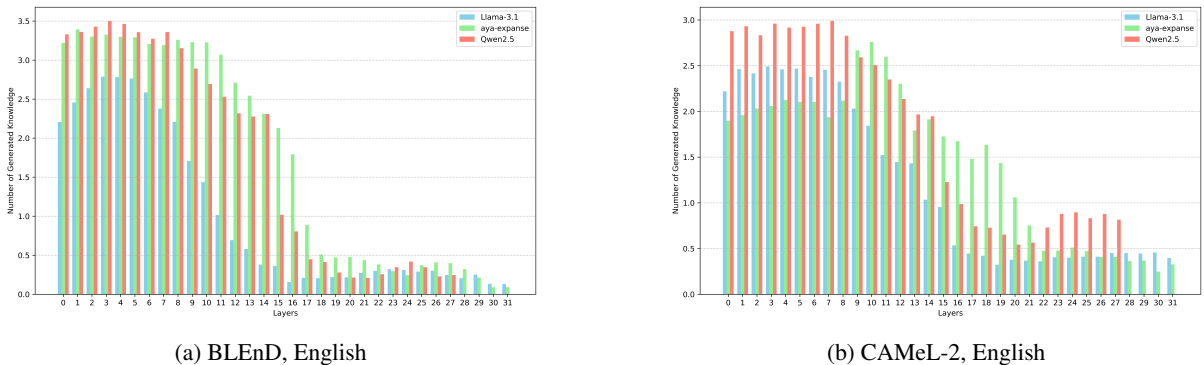 Number of Generated Knowledge
3.5
3.0
2.5
2.0
1.5
1.0
0.5
0.0
Llama-3.1
aya-expanse
Qwen2.5
0 1 2 3 4 5 6 7 8 9 10 11 12 13 14 15 16 17 18 19 20 21 22 23 24 25 26 27 28 29 30 31
Layers
(a) BLEnD, English
Number of Generated Knowledge
3.0
2.5
2.0
1.5
1.0
0.5
0.0
Llama-3.1
aya-expanse
Qwen2.5
0 1 2 3 4 5 6 7 8 9 10 11 12 13 14 15 16 17 18 19 20 21 22 23 24 25 26 27 28 29 30 31
Layers
(b) CAMeL-2, English